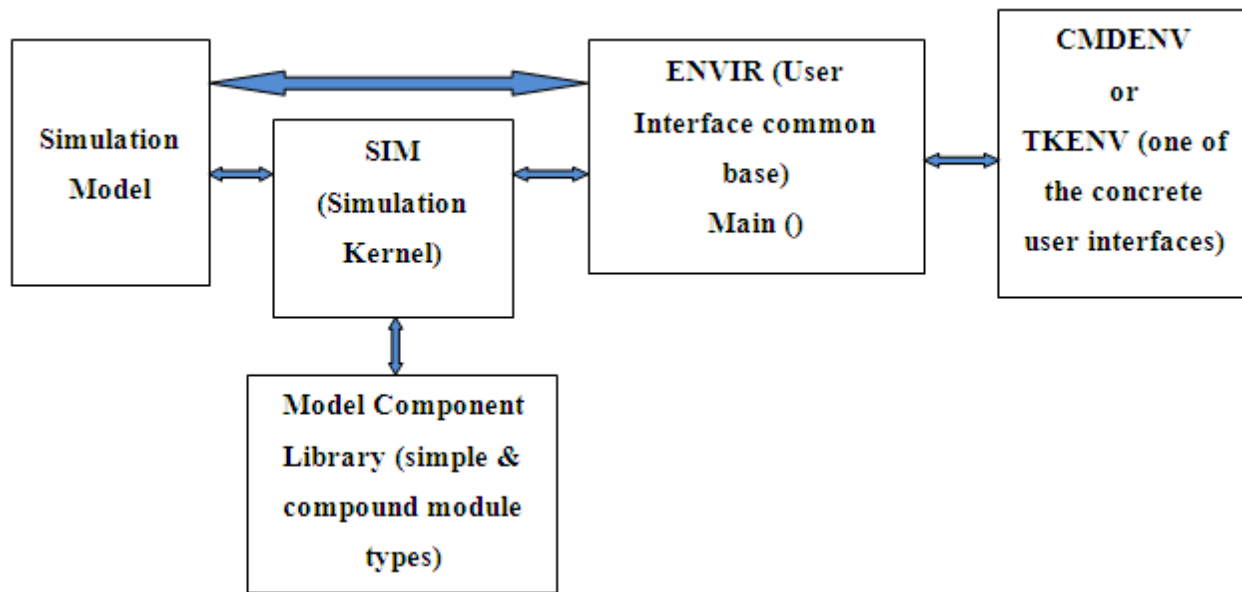 Simulation
Model
SIM
(Simulation
Kernel)
ENVIR (User
Interface common
base)
Main ()
CMDENV
or
TKENV (one of
the concrete
user interfaces)
Model Component
Library (simple &
compound module
types)